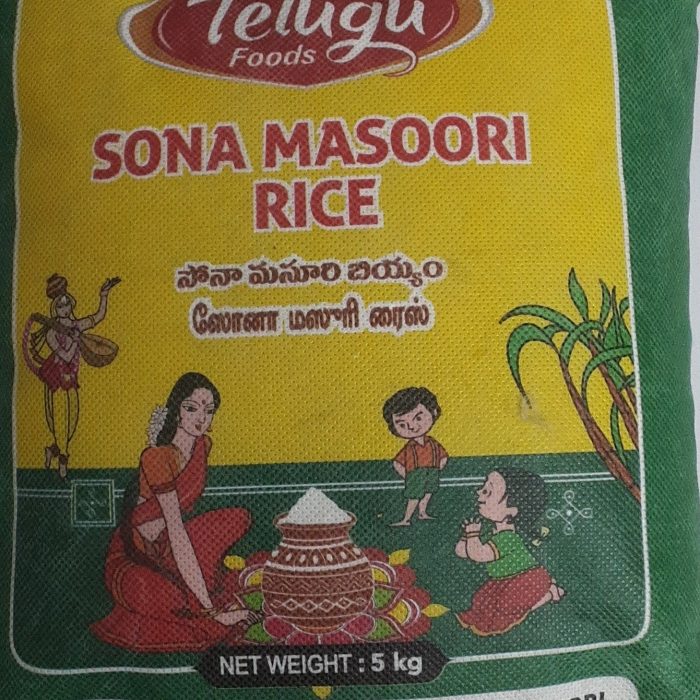 Telugu
Foods
SONA MASOORI
RICE
సోనా మసూరి బియ్యం
ஸோனா மஸுரி ரைஸ்
NET WEIGHT : 5 kg